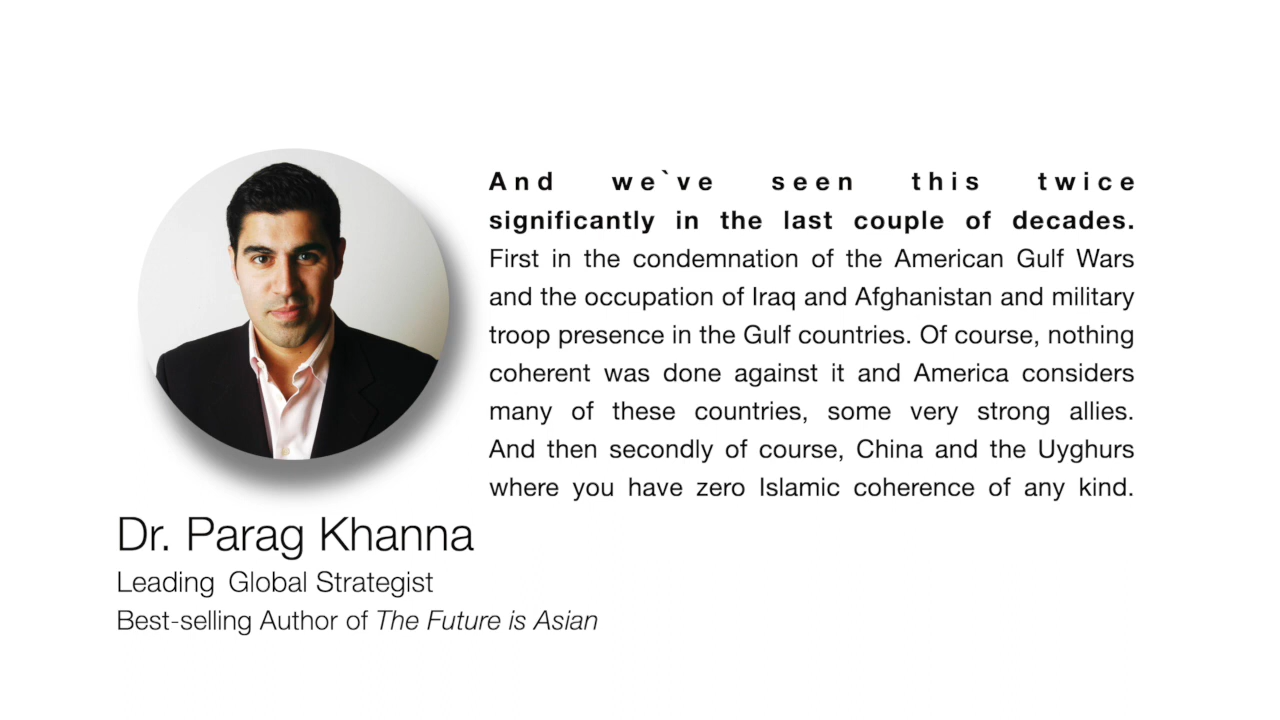 And we`ve seen this twice
significantly in the last couple of decades.
First in the condemnation of the American Gulf Wars
and the occupation of Iraq and Afghanistan and military
troop presence in the Gulf countries. Of course, nothing
coherent was done against it and America considers
many of these countries, some very strong allies.
And then secondly of course, China and the Uyghurs
where you have zero Islamic coherence of any kind.
Dr. Parag Khanna
Leading Global Strategist
Best-selling Author of The Future is Asian